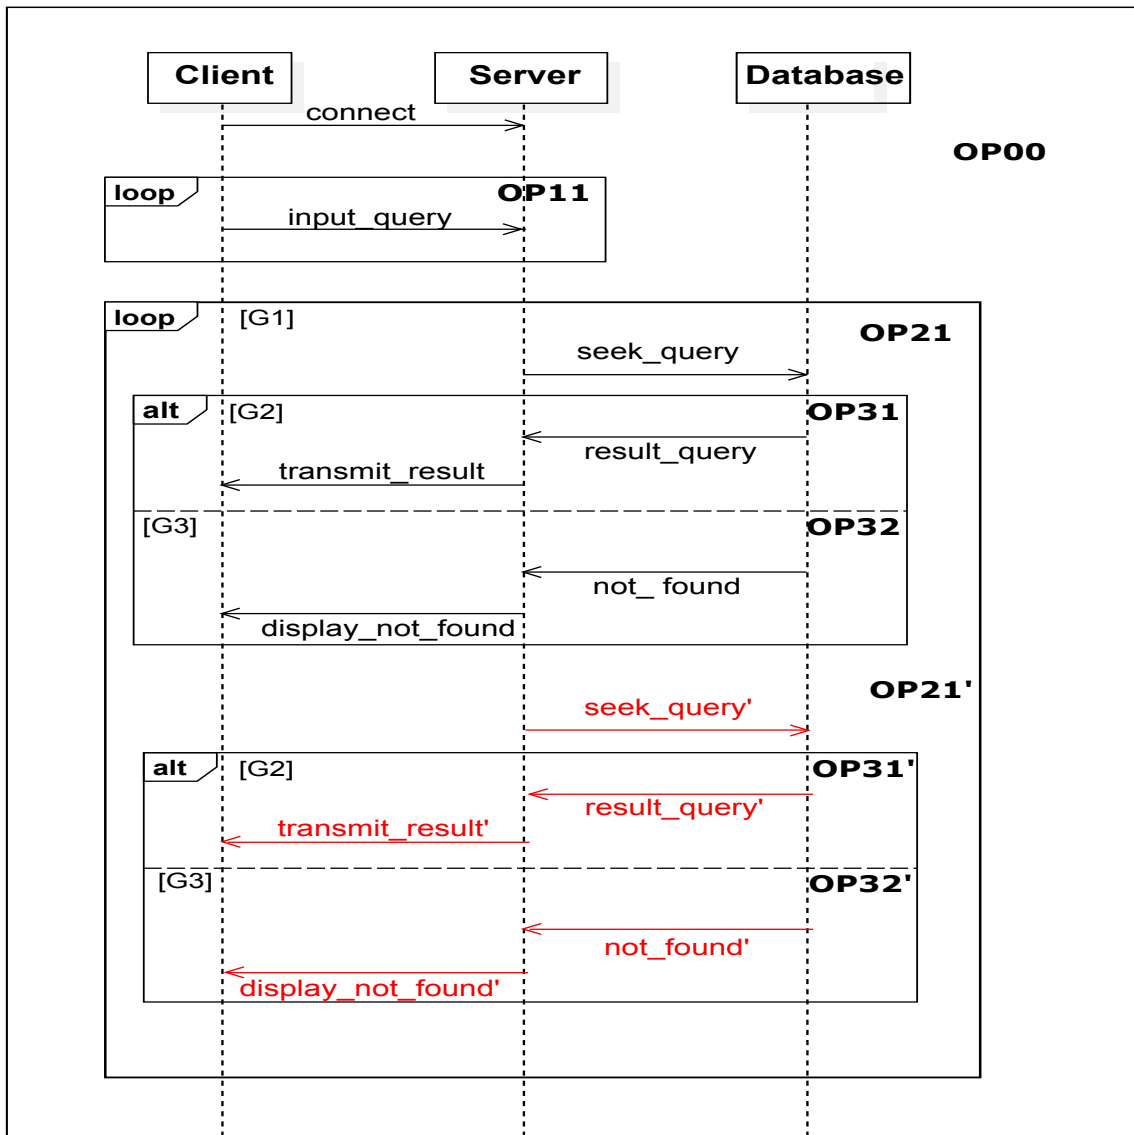 Client Server Database
connect
OP00
loop OP11
input_query
loop [G1]
OP21
seek_query
alt [G2] OP31
result_query
transmit_result
[G3] OP32
not_ found
display_not_found
OP21'
seek_query'
alt [G2] OP31'
result_query'
transmit_result'
[G3] OP32'
not_found'
display_not_found'